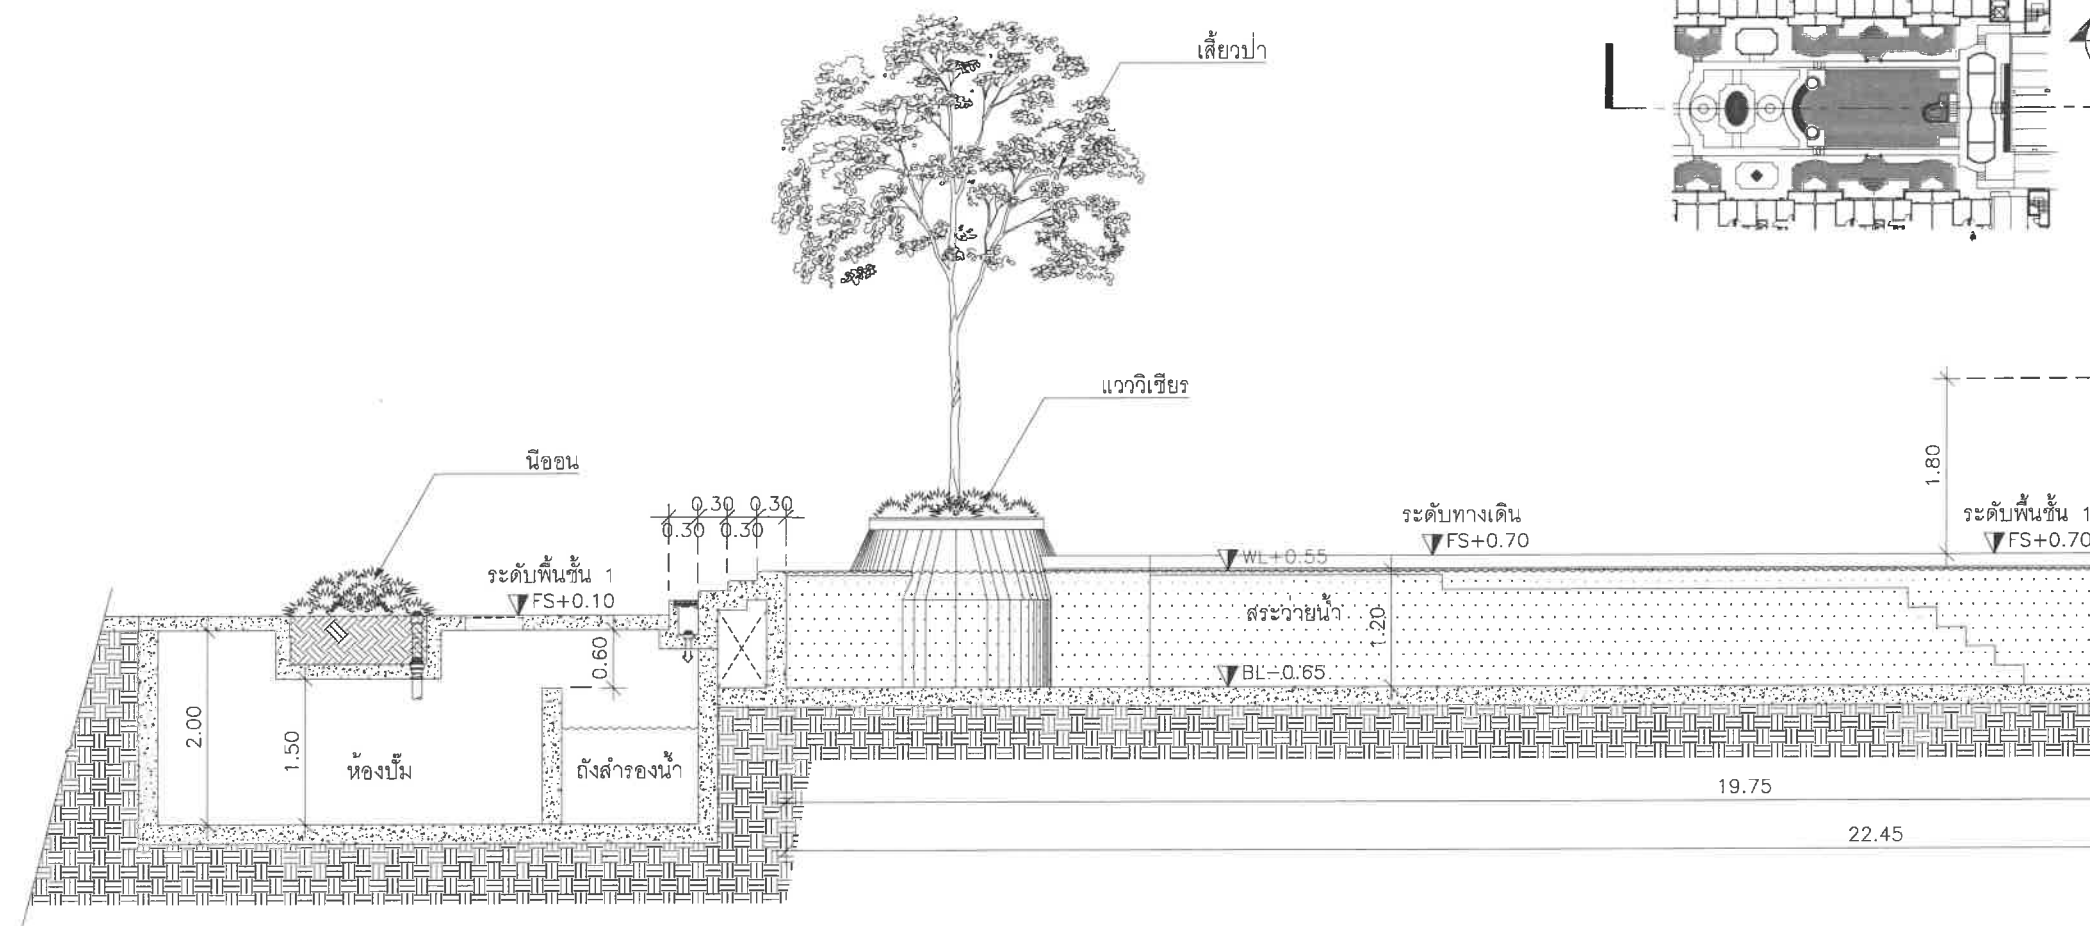 เสี้ยวป่า
แววิเชียร
นีออน
0.30 0.30
0.30 0.30
1.80
ระดับทางเดิน
FS+0.70
ระดับพื้นชั้น 1
FS+0.70
ระดับพื้นชั้น 1
FS+0.10
WL+0.55
สระว่ายน้ำ
1.20
0.60
BL-0.65
2.00
1.50
ห้องปั๊ม
ถังสำรองน้ำ
19.75
22.45